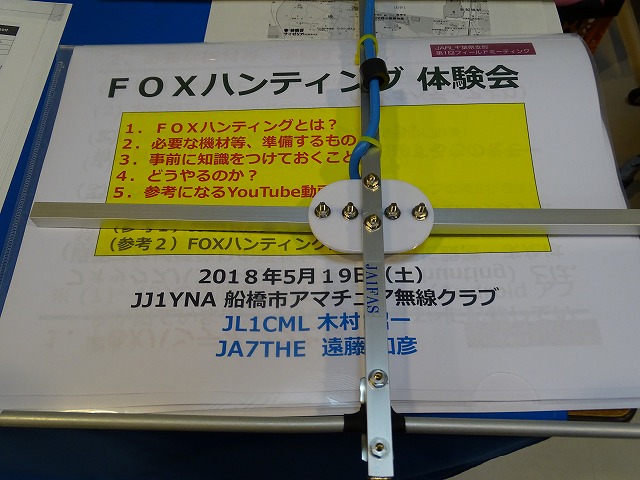 JARL千葉県支部
第1回フィールドミーティング
FOXハンティング 体験会
1．FOXハンティングとは？
2．必要な機材等、準備するもの
3．事前に知識をつけておくこと
4．どうやるのか？
5．参考になるYouTube動
(参考2）FOXハンティング
2018年5月19日（土）
JJ1YNA 船橋市アマチュア無線クラブ
JL1CML 木村 一
JA7THE 遠藤 和彦
JA1FAS